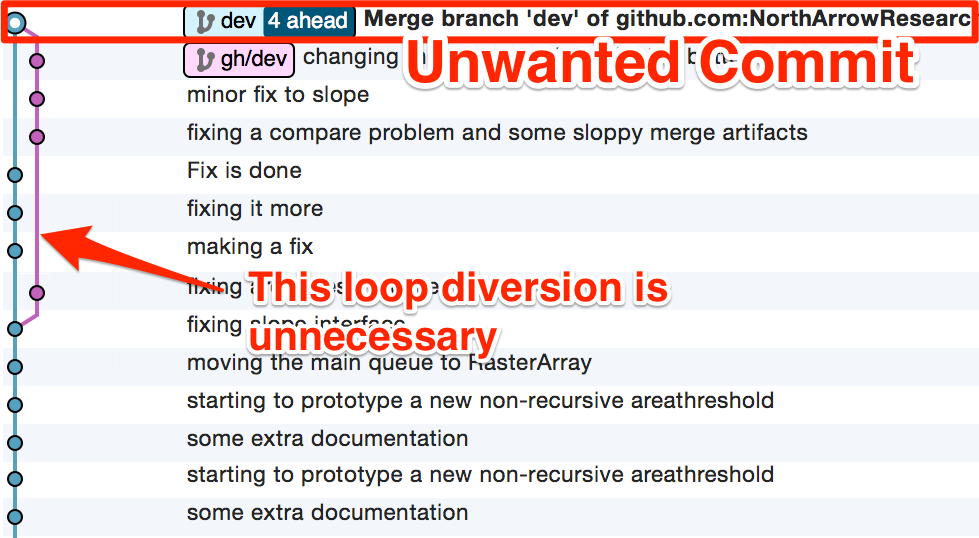 dev 4 ahead Merge branch 'dev' of github.com:NorthArrowResearc
gh/dev changing
Unwanted Commit
minor fix to slope
fixing a compare problem and some sloppy merge artifacts
Fix is done
fixing it more
making a fix
fixing
This loop diversion is
unnecessary
fixing slope interface
moving the main queue to RasterArray
starting to prototype a new non-recursive areathreshold
some extra documentation
starting to prototype a new non-recursive areathreshold
some extra documentation